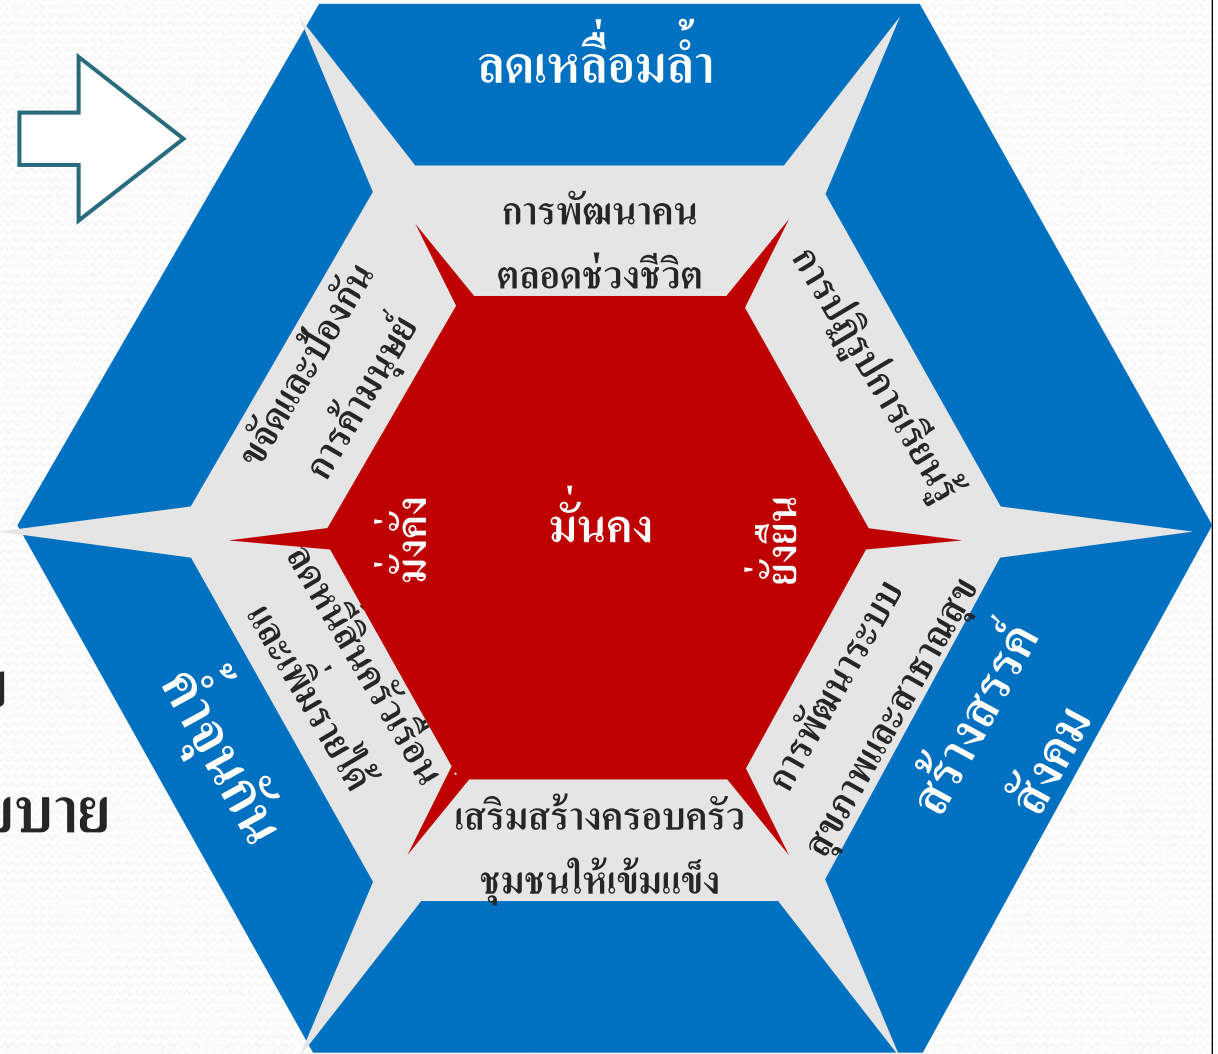 ลดเหลื่อมล้ำ
การพัฒนาคน
ตลอดช่วงชีวิต
ขจัดและป้องกัน
การค้ามนุษย์
การปฏิรูปการเรียนรู้
มั่งคั่ง
มั่นคง
ยั่งยืน
ลดหนี้สินครัวเรือน
และเพิ่มรายได้
การพัฒนาระบบ
สุขภาพและสาธาณสุข
ค้ำจุนกัน
สร้างสรรค์
สังคม
เสริมสร้างครอบครัว
ชุมชนให้เข้มแข็ง